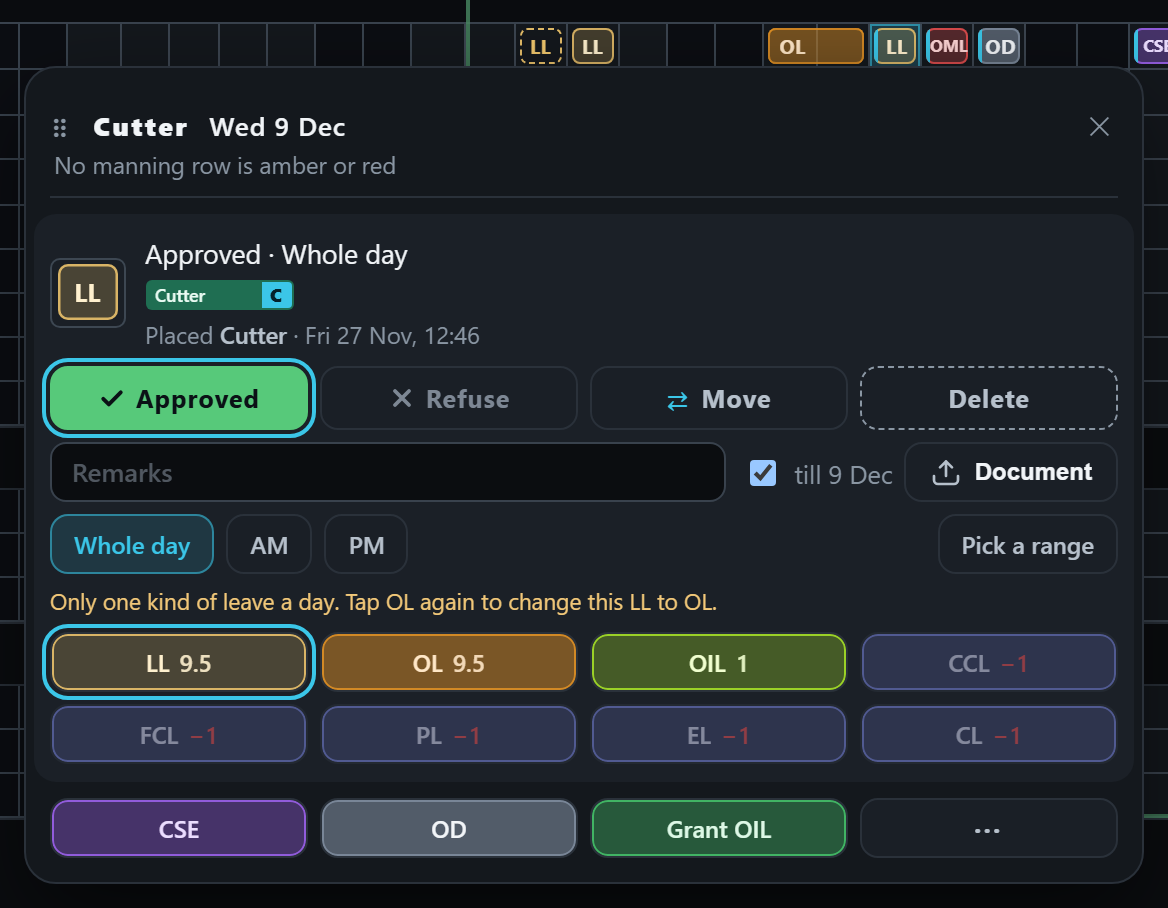 LL LL OL LL OML OD CSE
Cutter Wed 9 Dec
No manning row is amber or red
LL
Approved · Whole day
Cutter C
Placed Cutter · Fri 27 Nov, 12:46
Approved Refuse Move Delete
Remarks till 9 Dec Document
Whole day AM PM Pick a range
Only one kind of leave a day. Tap OL again to change this LL to OL.
LL 9.5 OL 9.5 OIL 1 CCL −1
FCL −1 PL −1 EL −1 CL −1
CSE OD Grant OIL ...